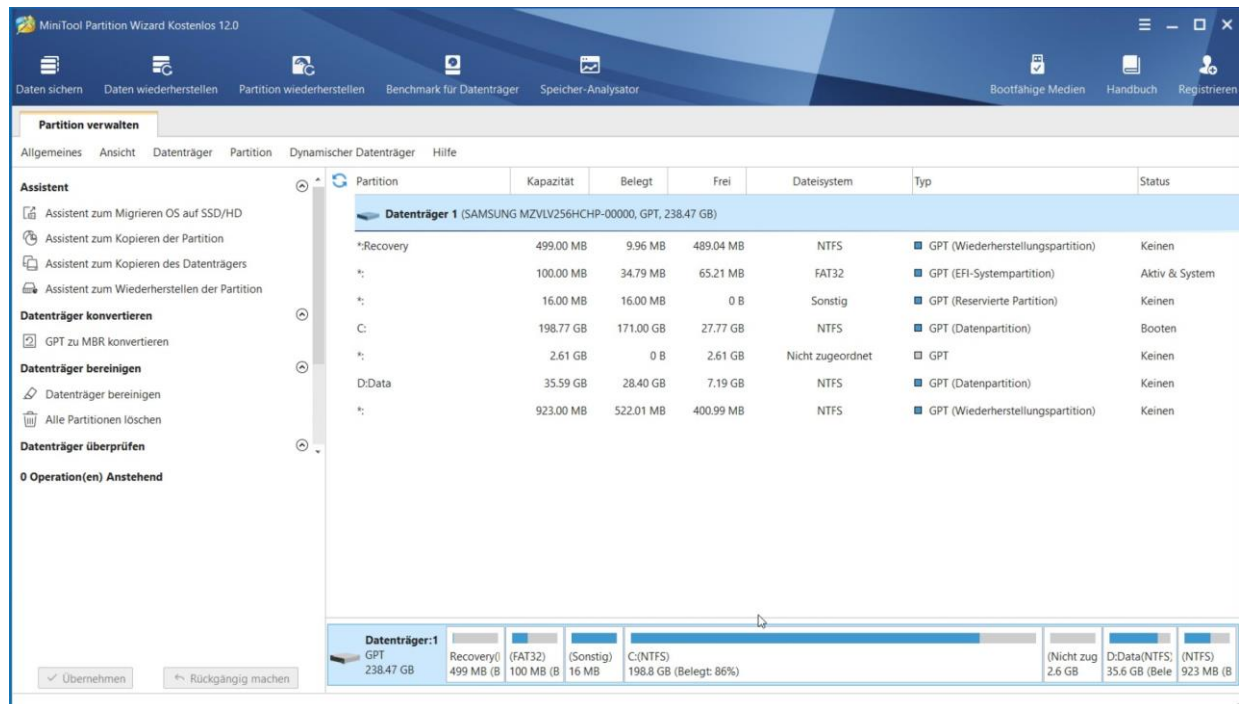 MiniTool Partition Wizard Kostenlos 12.0
Daten sichern Daten wiederherstellen Partition wiederherstellen Benchmark für Datenträger Speicher-Analysator Bootfähige Medien Handbuch Registrieren
Partition verwalten
Allgemeines Ansicht Datenträger Partition Dynamischer Datenträger Hilfe
Assistent
Assistent zum Migrieren OS auf SSD/HD
Assistent zum Kopieren der Partition
Assistent zum Kopieren des Datenträgers
Assistent zum Wiederherstellen der Partition
Datenträger konvertieren
GPT zu MBR konvertieren
Datenträger bereinigen
Datenträger bereinigen
Alle Partitionen löschen
Datenträger überprüfen
0 Operation(en) Anstehend
Übernehmen Rückgängig machen
Partition Kapazität Belegt Frei Dateisystem Typ Status
Datenträger 1 (SAMSUNG MZVLV256HCHP-00000, GPT, 238.47 GB)
*:Recovery 499.00 MB 9.96 MB 489.04 MB NTFS GPT (Wiederherstellungspartition) Keinen
*: 100.00 MB 34.79 MB 65.21 MB FAT32 GPT (EFI-Systempartition) Aktiv & System
*: 16.00 MB 16.00 MB 0 B Sonstig GPT (Reservierte Partition) Keinen
C: 198.77 GB 171.00 GB 27.77 GB NTFS GPT (Datenpartition) Booten
*: 2.61 GB 0 B 2.61 GB Nicht zugeordnet GPT Keinen
D:Data 35.59 GB 28.40 GB 7.19 GB NTFS GPT (Datenpartition) Keinen
*: 923.00 MB 522.01 MB 400.99 MB NTFS GPT (Wiederherstellungspartition) Keinen
Datenträger:1
GPT
238.47 GB
Recovery(
499 MB (B
(FAT32)
100 MB (B
(Sonstig)
16 MB
C:(NTFS)
198.8 GB (Belegt: 86%)
(Nicht zug
2.6 GB
D:Data(NTFS;
35.6 GB (Bele
(NTFS)
923 MB (B